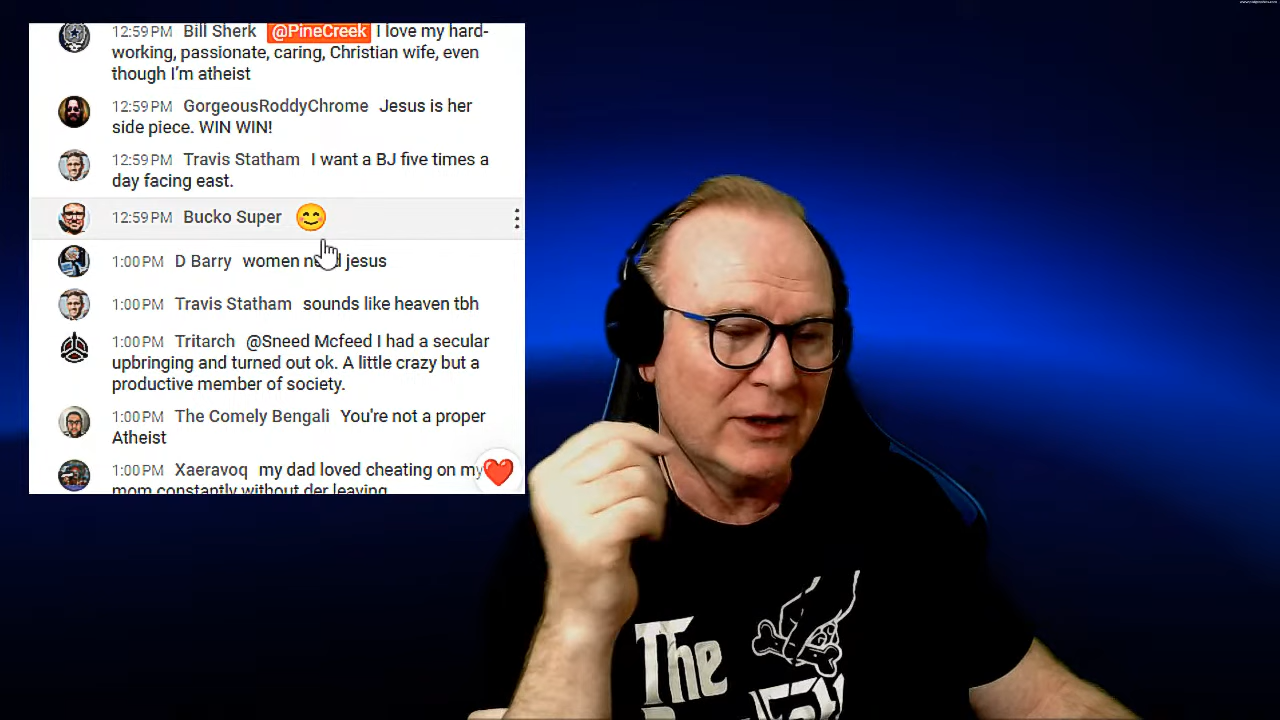 12:59 PM Bill Sherk @PineCreek I love my hard-
working, passionate, caring, Christian wife, even
though I'm atheist
12:59 PM GorgeousRoddyChrome Jesus is her
side piece. WIN WIN!
12:59 PM Travis Statham I want a BJ five times a
day facing east.
12:59 PM Bucko Super 😊
1:00 PM D Barry women jesus
1:00 PM Travis Statham sounds like heaven tbh
1:00 PM Tritarch @Sneed Mcfeed I had a secular
upbringing and turned out ok. A little crazy but a
productive member of society.
1:00 PM The Comely Bengali You're not a proper
Atheist
1:00 PM Xaeravoq my dad loved cheating on my
mom constantly without der leaving
The